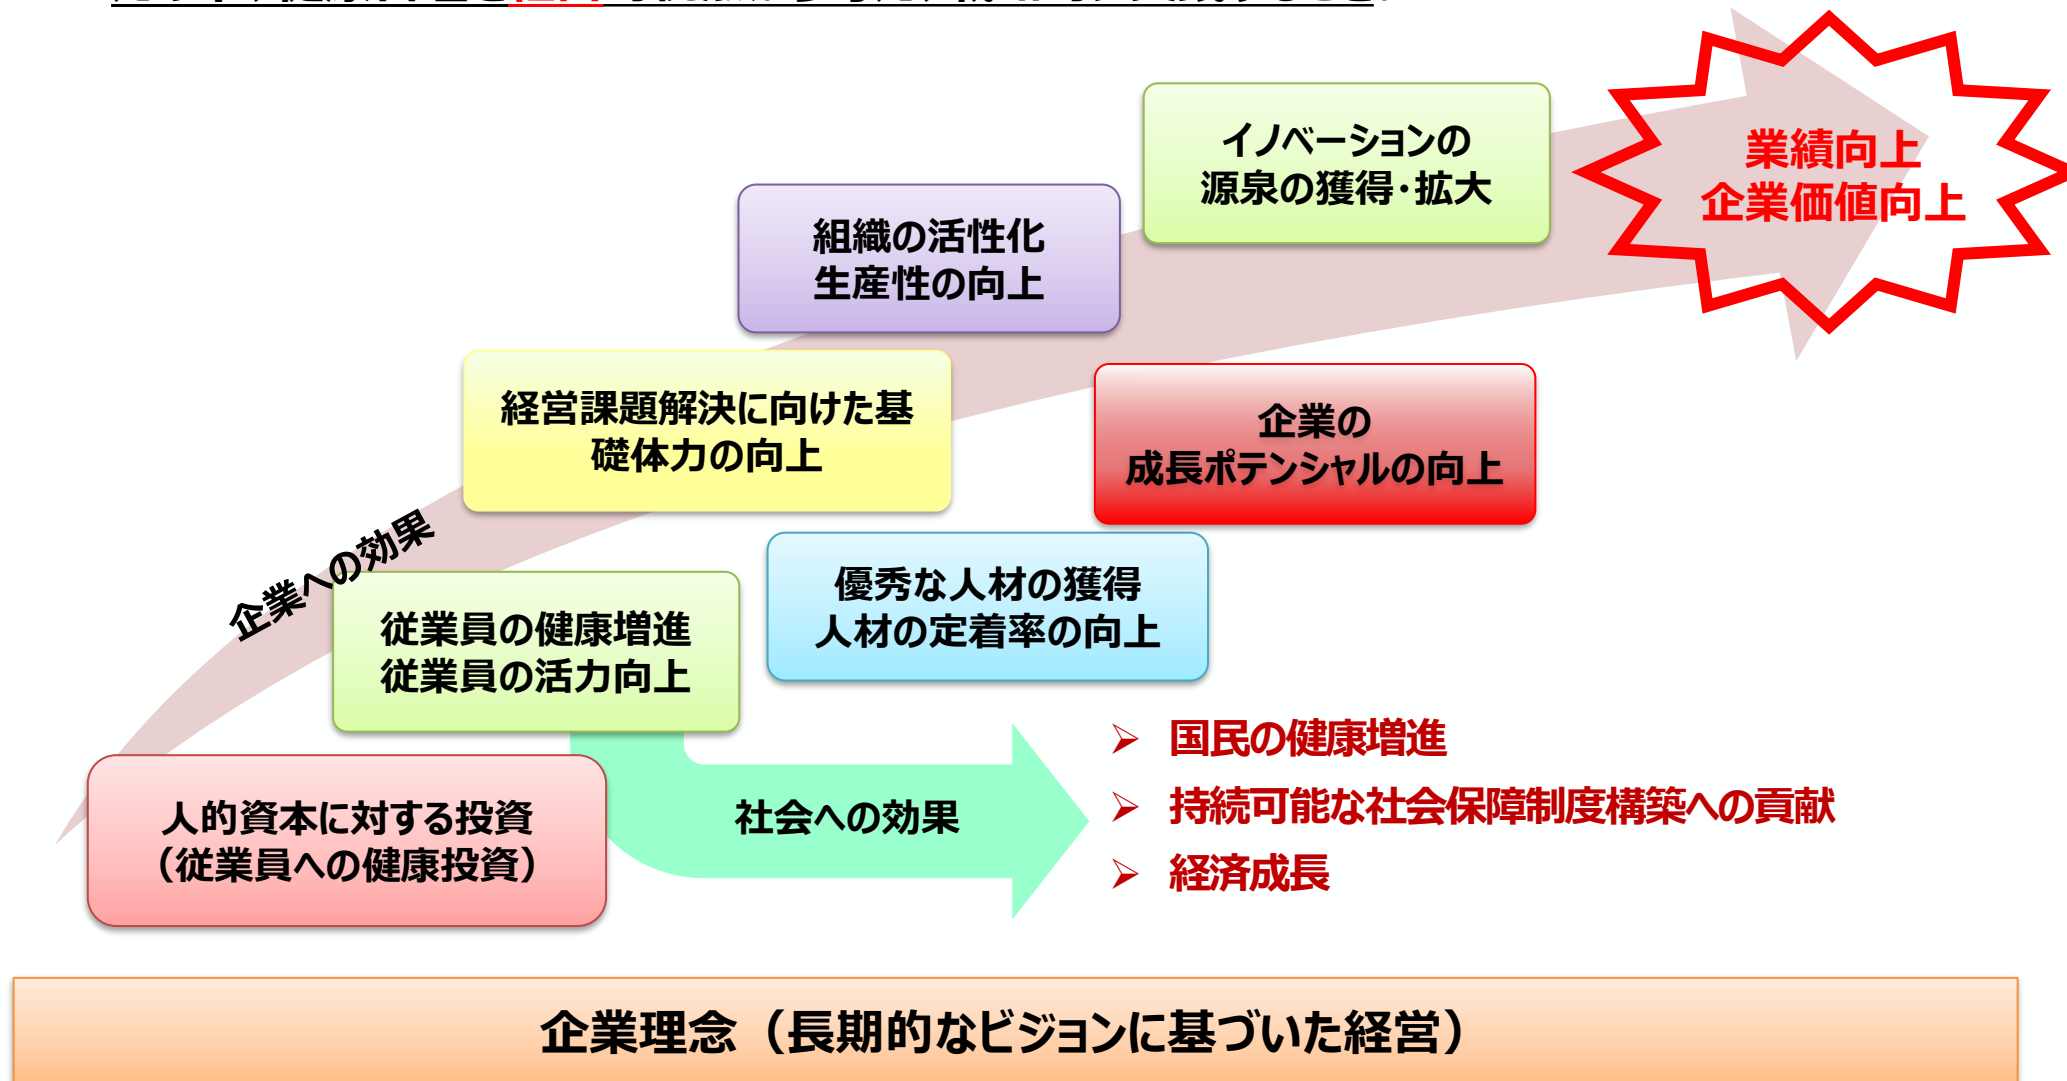 イノベーションの
源泉の獲得・拡大
業績向上
企業価値向上
組織の活性化
生産性の向上
経営課題解決に向けた基
礎体力の向上
企業の
成長ポテンシャルの向上
企業への効果
優秀な人材の獲得
人材の定着率の向上
従業員の健康増進
従業員の活力向上
人的資本に対する投資
（従業員への健康投資）
社会への効果
➢ 国民の健康増進
➢ 持続可能な社会保障制度構築への貢献
➢ 経済成長
企業理念（長期的なビジョンに基づいた経営）